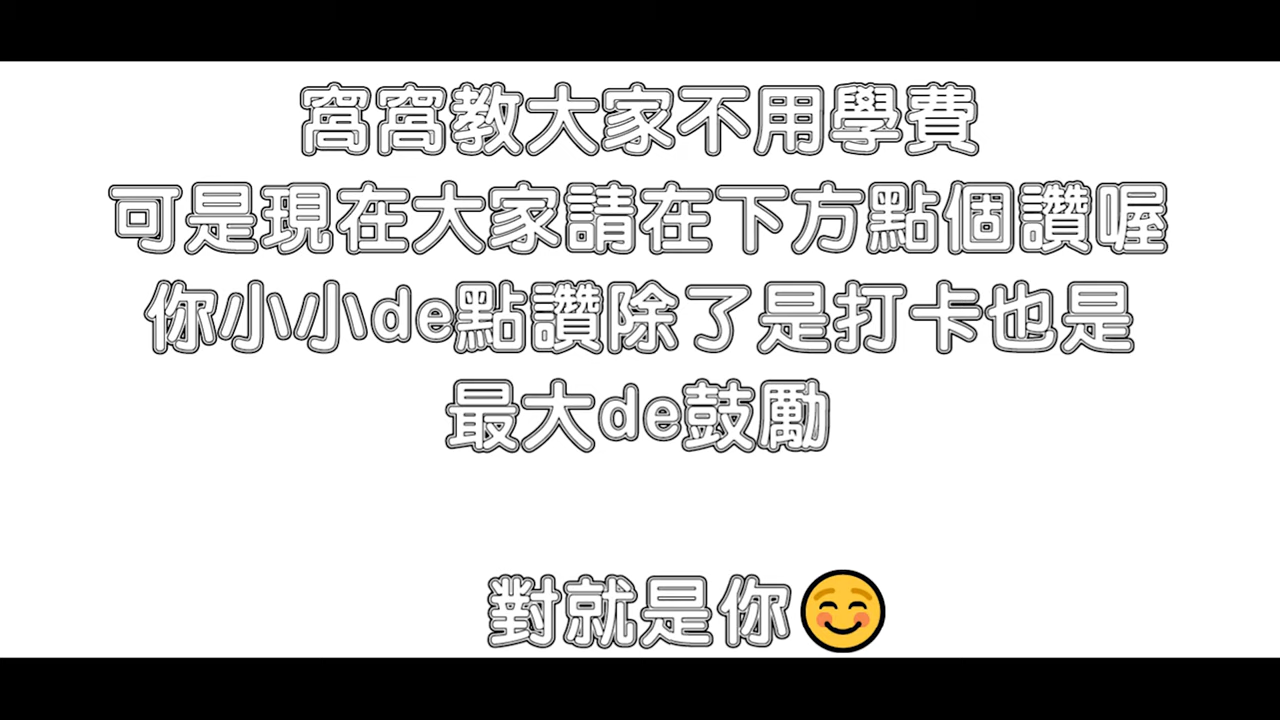 窩窩教大家不用學費
可是現在大家請在下方點個讚喔
你小小de點讚除了是打卡也是
最大de鼓勵
對就是你😊